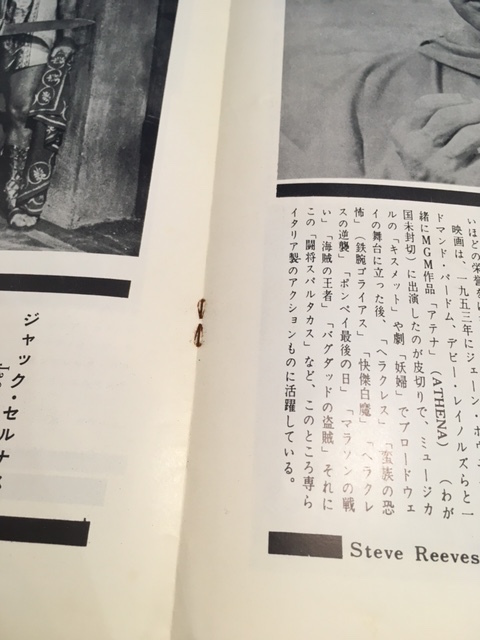 いほどの栄誉を
映画は、一九五三年にジェーン・
ドマンド・パードム、デビー・レイノルズらと一
緒にMGM作品「アテナ」（ATHENA）（わが
国未封切）に出演したのが皮切りで、ミュージカ
ルの「キスメット」や劇「妖婦」でブロードウェ
イの舞台に立った後、「ヘラクレス」「蛮族の恐
怖」（鉄腕ゴライアス）「快傑白魔」「ヘラクレ
スの逆襲」「ポンペイ最後の日」「マラソンの戦
い」「海賊の王者」「バグダッドの盗賊」それに
この「闘将スパルタカス」など、このところ専ら
イタリア製のアクションものに活躍している。
Steve Reeves
ジャック・セルナス